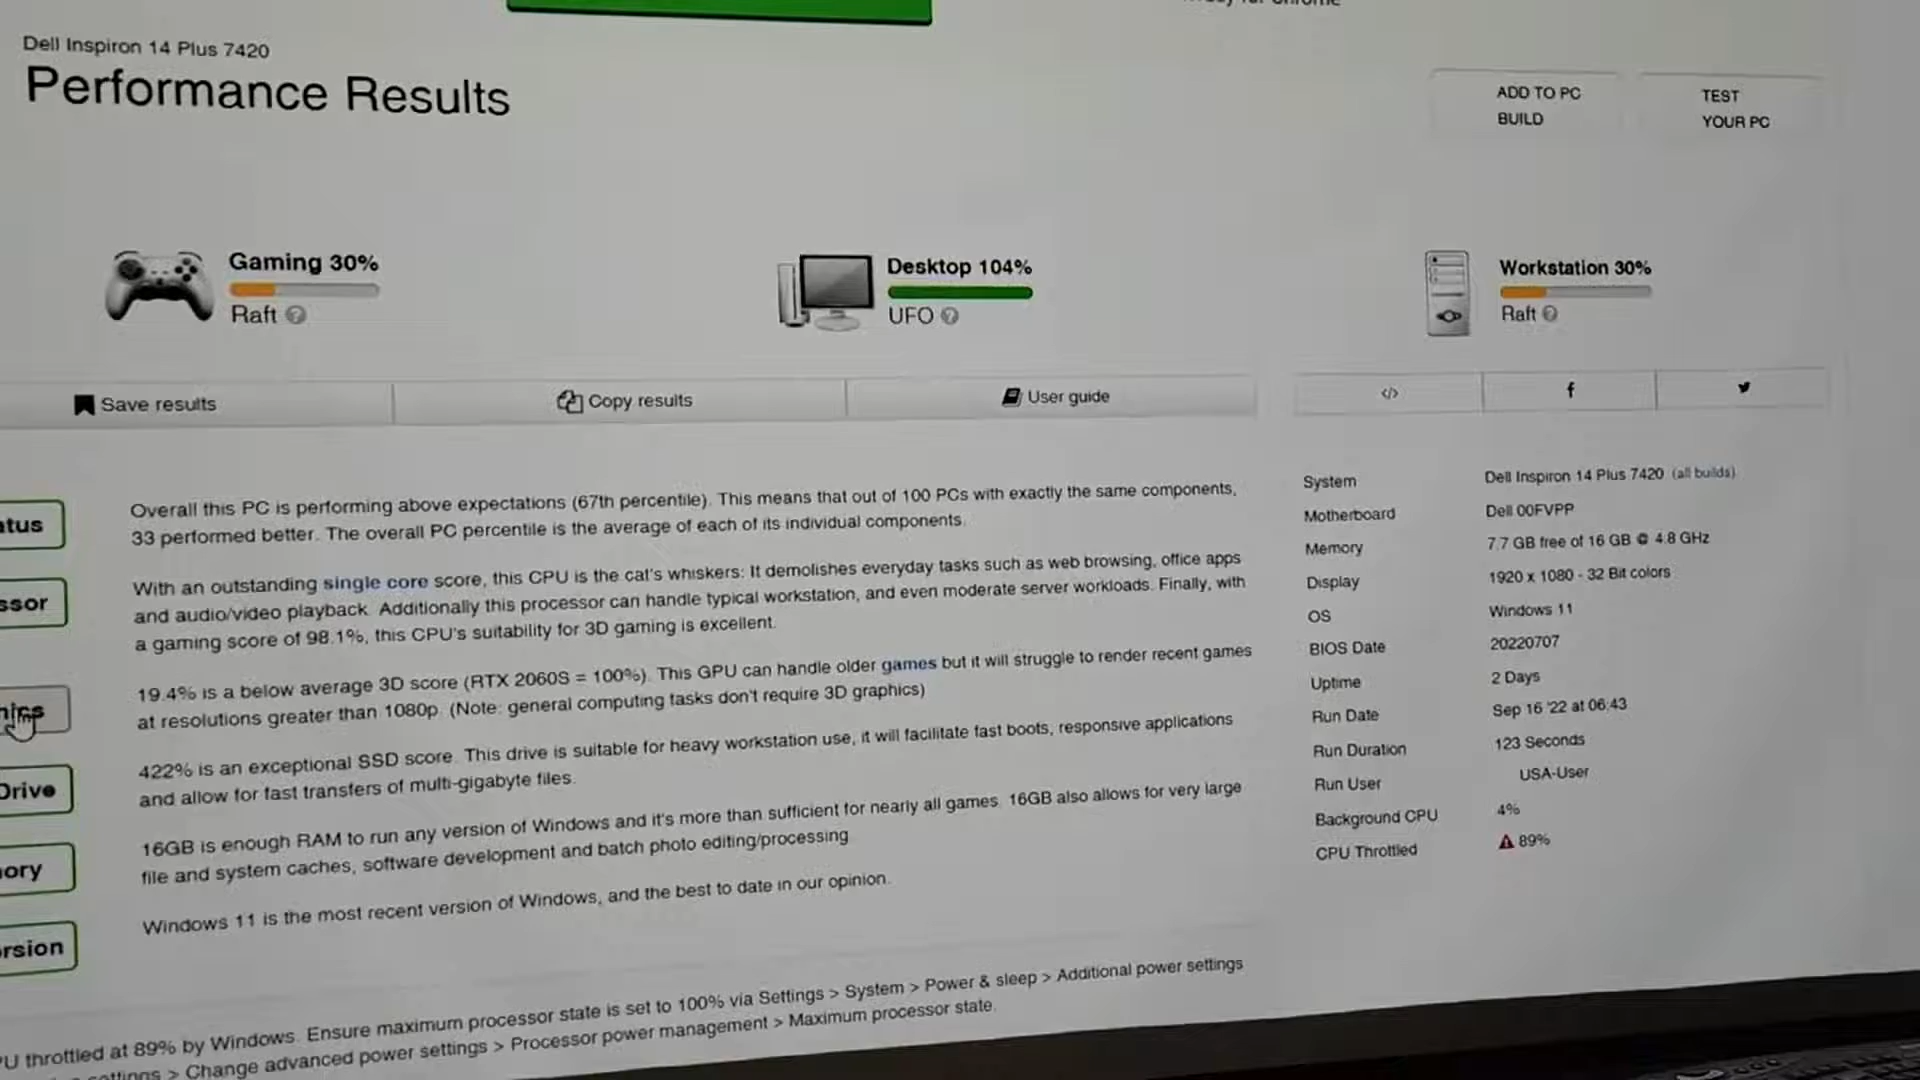 Dell Inspiron 14 Plus 7420
Performance Results
ADD TO PC
BUILD
TEST
YOUR PC
Gaming 30%
Raft
Desktop 104%
UFO
Workstation 30%
Raft
Save results
Copy results
User guide
</>
Overall this PC is performing above expectations (67th percentile). This means that out of 100 PCs with exactly the same components,
33 performed better. The overall PC percentile is the average of each of its individual components.
With an outstanding single core score, this CPU is the cat's whiskers: It demolishes everyday tasks such as web browsing, office apps
and audio/video playback. Additionally this processor can handle typical workstation, and even moderate server workloads. Finally, with
a gaming score of 98.1%, this CPU's suitability for 3D gaming is excellent.
19.4% is a below average 3D score (RTX 2060S = 100%). This GPU can handle older games but it will struggle to render recent games
at resolutions greater than 1080p. (Note: general computing tasks don't require 3D graphics)
Drive
422% is an exceptional SSD score. This drive is suitable for heavy workstation use, it will facilitate fast boots, responsive applications
and allow for fast transfers of multi-gigabyte files.
16GB is enough RAM to run any version of Windows and it's more than sufficient for nearly all games. 16GB also allows for very large
file and system caches, software development and batch photo editing/processing
Windows 11 is the most recent version of Windows, and the best to date in our opinion.
System Dell Inspiron 14 Plus 7420 (all builds)
Motherboard Dell 00FVPP
Memory 7.7 GB free of 16 GB @ 4.8 GHz
Display 1920 x 1080 - 32 Bit colors
OS Windows 11
BIOS Date 20220707
Uptime 2 Days
Run Date Sep 16 '22 at 06:43
Run Duration 123 Seconds
Run User USA-User
Background CPU 4%
CPU Throttled 89%
throttled at 89% by Windows. Ensure maximum processor state is set to 100% via Settings > System > Power & sleep > Additional power settings
> Change advanced power settings > Processor power management > Maximum processor state.